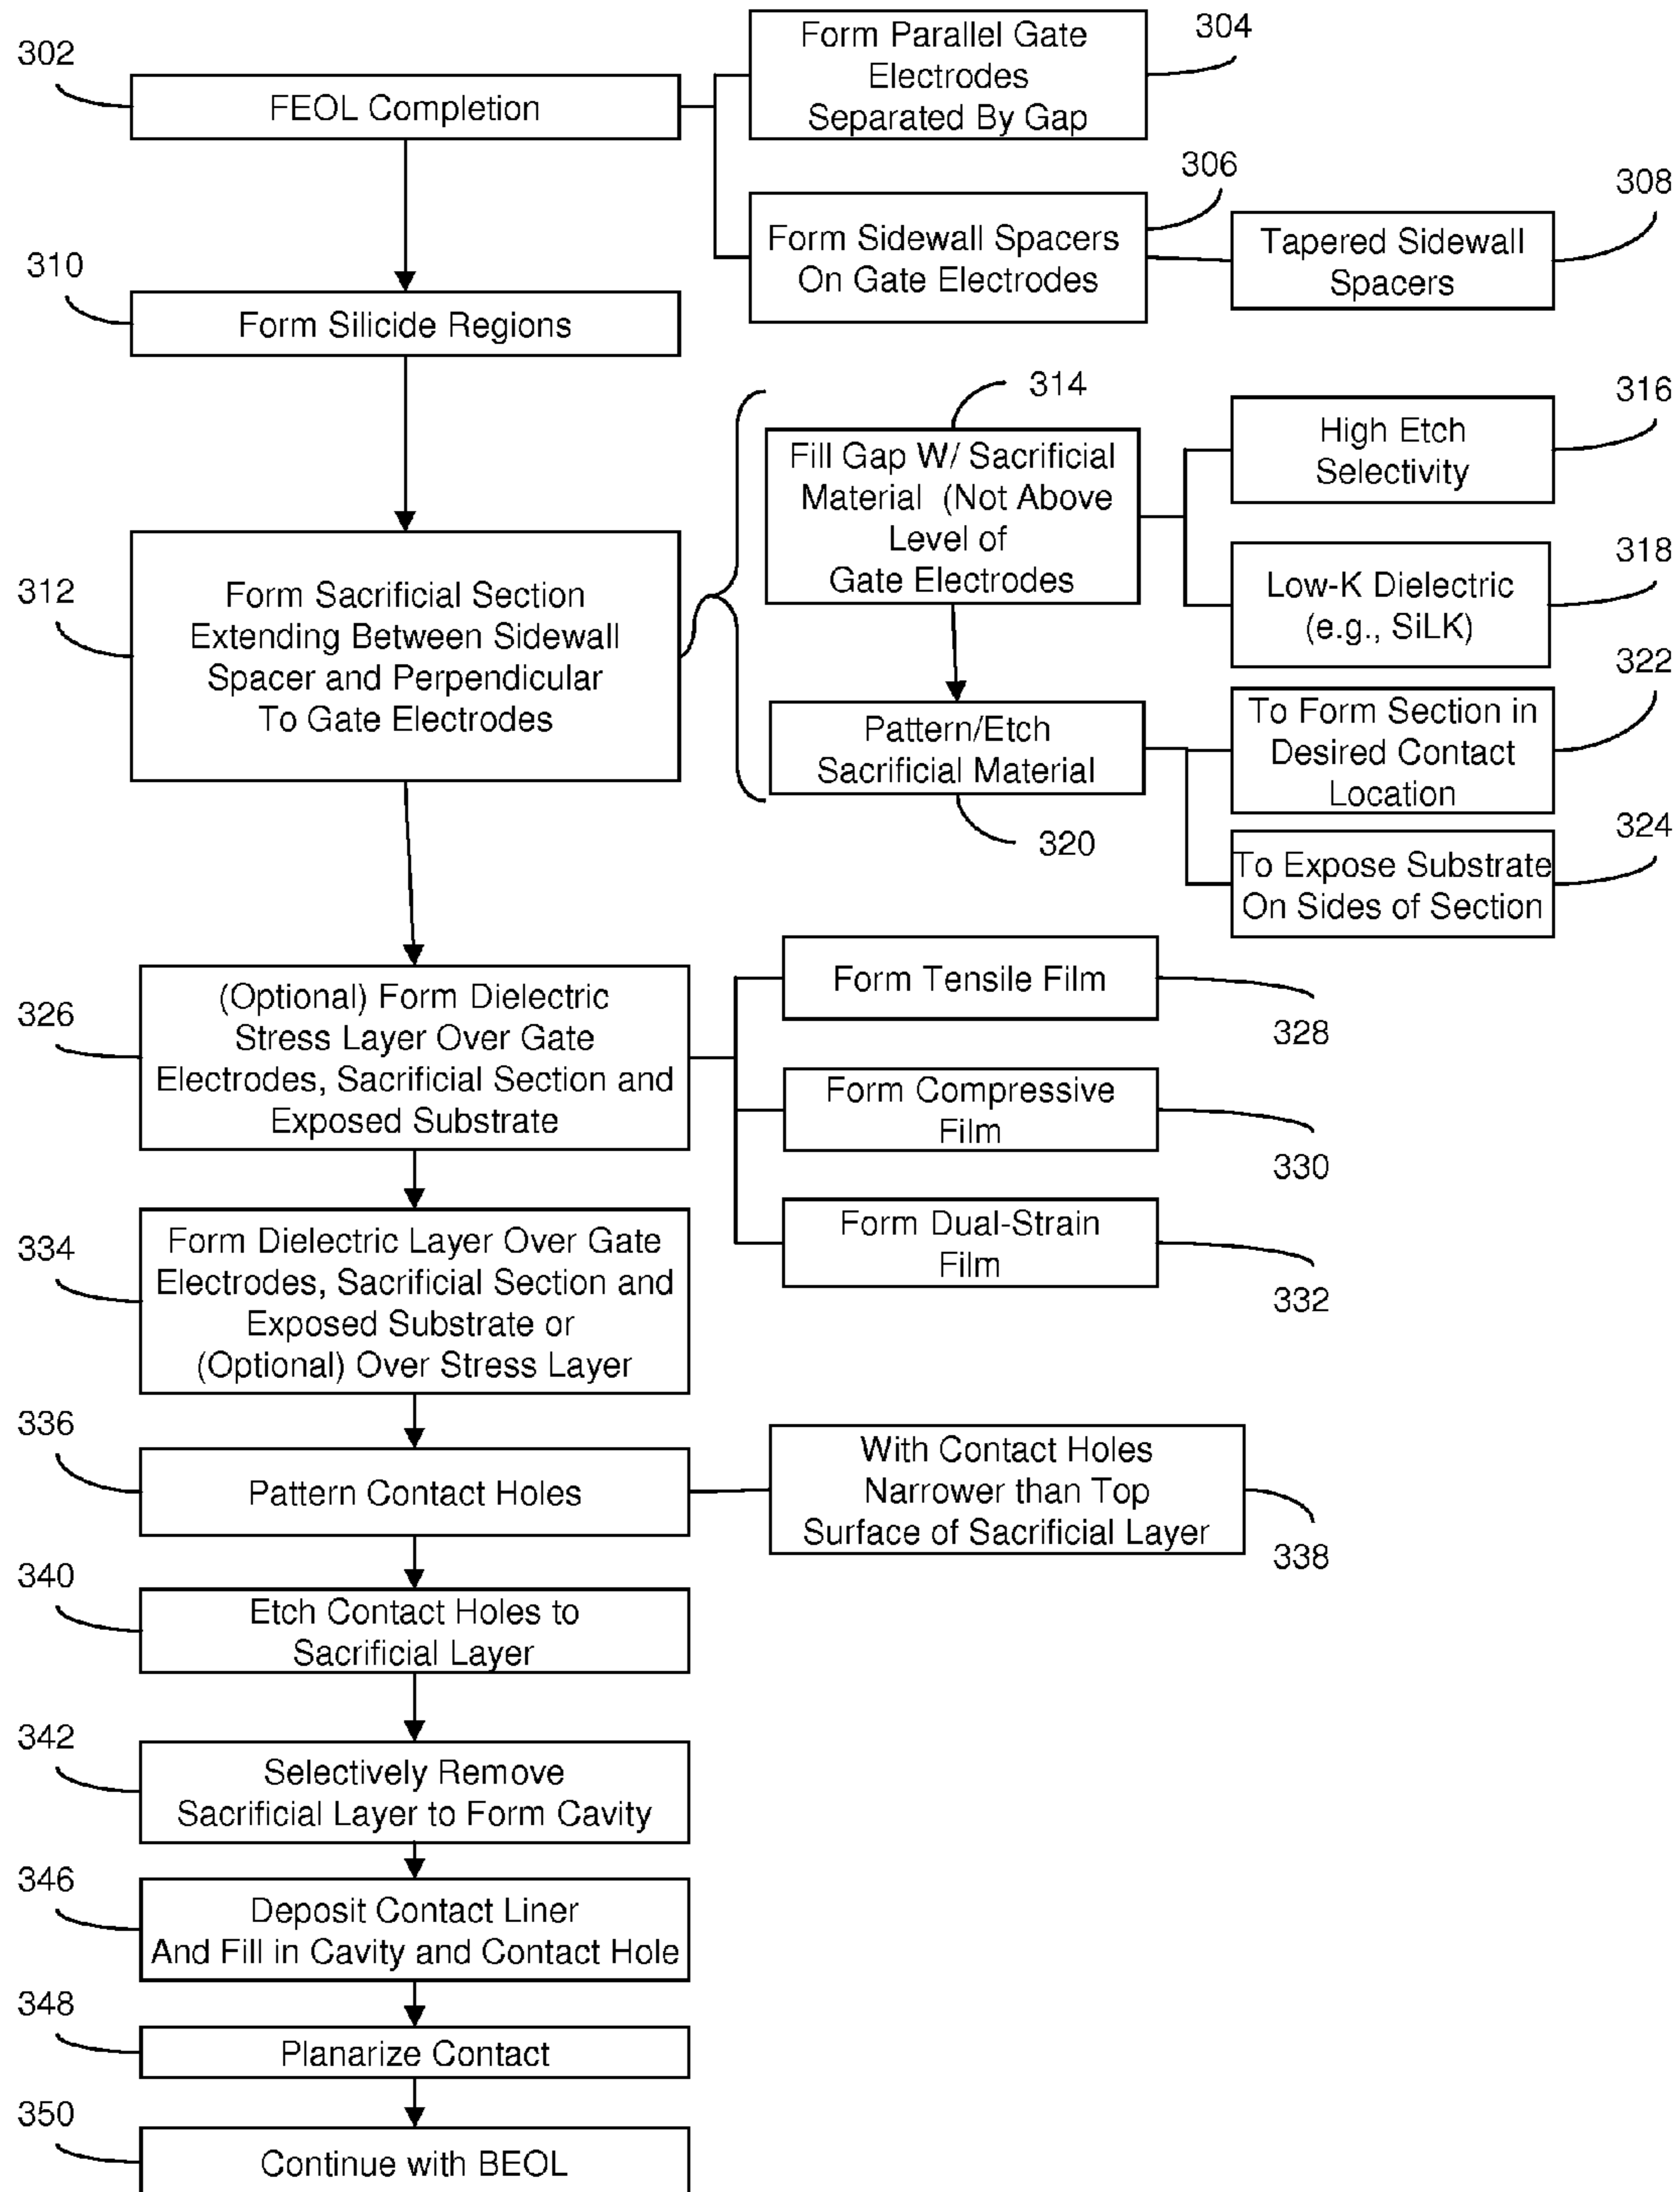 302
FEOL Completion
Form Parallel Gate
Electrodes
Separated By Gap
304
306
Form Sidewall Spacers
On Gate Electrodes
308
Tapered Sidewall
Spacers
310
Form Silicide Regions
312
Form Sacrificial Section
Extending Between Sidewall
Spacer and Perpendicular
To Gate Electrodes
314
Fill Gap W/ Sacrificial
Material (Not Above
Level of
Gate Electrodes
316
High Etch
Selectivity
318
Low-K Dielectric
(e.g., SiLK)
Pattern/Etch
Sacrificial Material
320
322
To Form Section in
Desired Contact
Location
324
To Expose Substrate
On Sides of Section
326
(Optional) Form Dielectric
Stress Layer Over Gate
Electrodes, Sacrificial Section and
Exposed Substrate
Form Tensile Film
328
Form Compressive
Film
330
Form Dual-Strain
Film
332
334
Form Dielectric Layer Over Gate
Electrodes, Sacrificial Section and
Exposed Substrate or
(Optional) Over Stress Layer
336
Pattern Contact Holes
With Contact Holes
Narrower than Top
Surface of Sacrificial Layer
338
340
Etch Contact Holes to
Sacrificial Layer
342
Selectively Remove
Sacrificial Layer to Form Cavity
346
Deposit Contact Liner
And Fill in Cavity and Contact Hole
348
Planarize Contact
350
Continue with BEOL